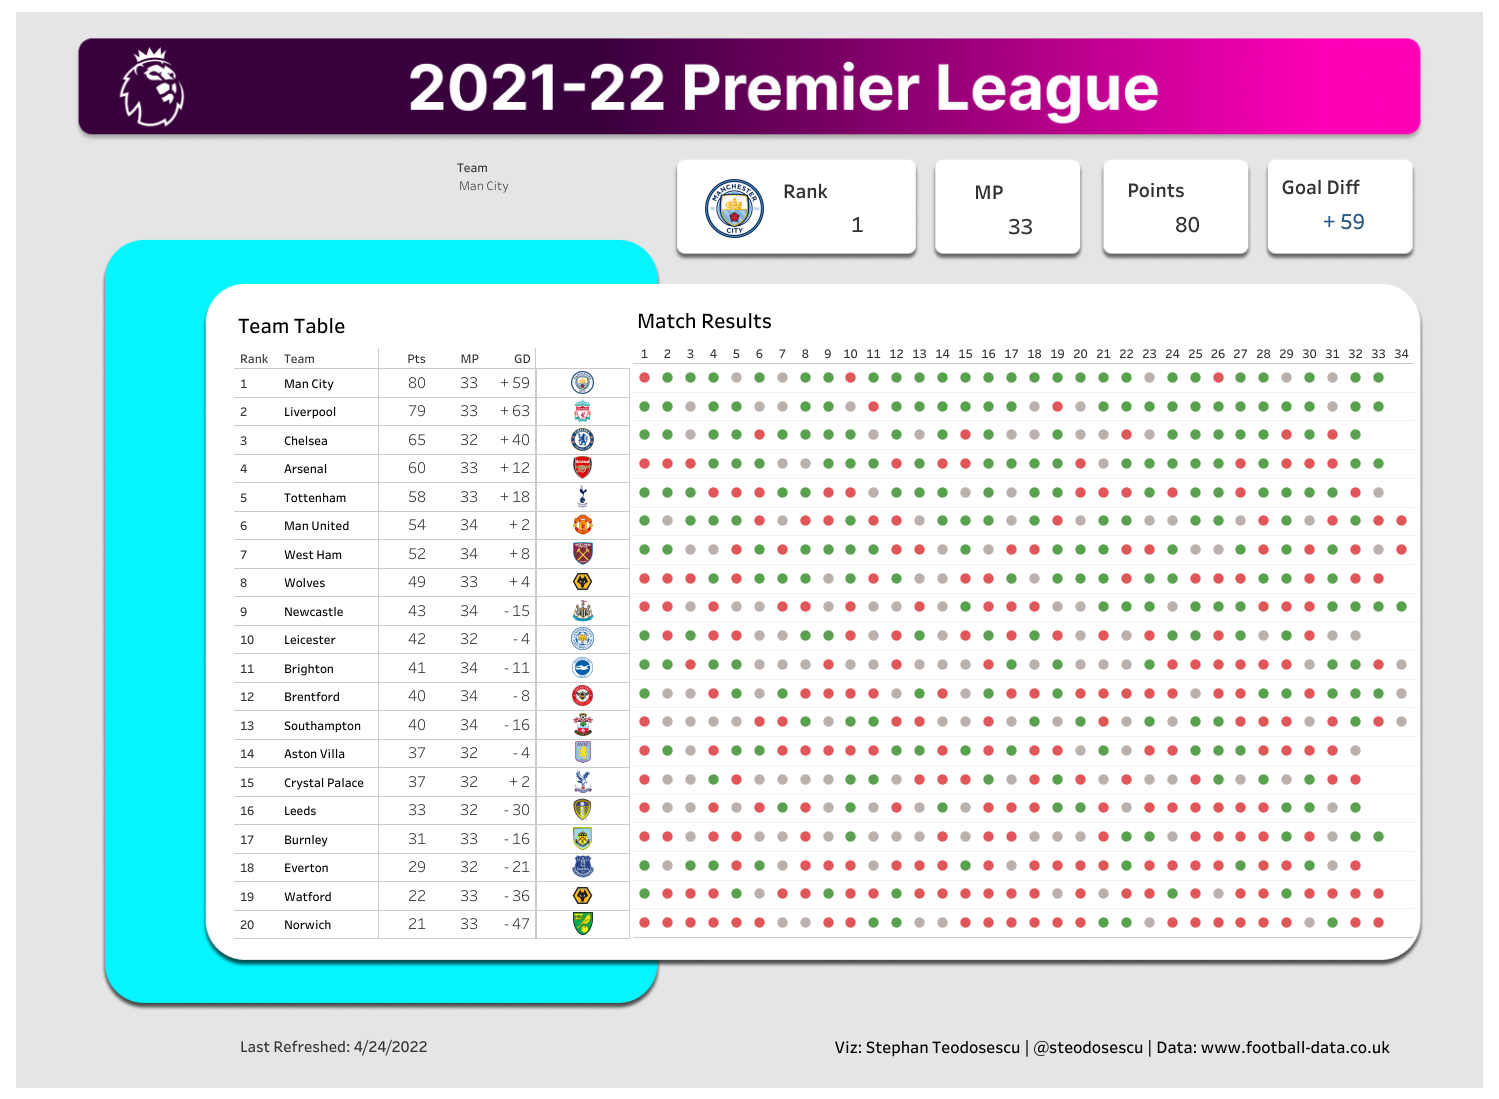 2021-22 Premier League
Team
Man City
MANCHESTER
CITY
Rank
1
MP
33
Points
80
Goal Diff
+ 59
Team Table
Match Results
Rank Team Pts MP GD 1 2 3 4 5 6 7 8 9 10 11 12 13 14 15 16 17 18 19 20 21 22 23 24 25 26 27 28 29 30 31 32 33 34
1 Man City 80 33 + 59
2 Liverpool 79 33 + 63
3 Chelsea 65 32 + 40
4 Arsenal 60 33 + 12
5 Tottenham 58 33 + 18
6 Man United 54 34 + 2
7 West Ham 52 34 + 8
8 Wolves 49 33 + 4
9 Newcastle 43 34 - 15
10 Leicester 42 32 - 4
11 Brighton 41 34 - 11
12 Brentford 40 34 - 8
13 Southampton 40 34 - 16
14 Aston Villa 37 32 - 4
15 Crystal Palace 37 32 + 2
16 Leeds 33 32 - 30
17 Burnley 31 33 - 16
18 Everton 29 32 - 21
19 Watford 22 33 - 36
20 Norwich 21 33 - 47
Last Refreshed: 4/24/2022
Viz: Stephan Teodosescu | @steodosescu | Data: www.football-data.co.uk